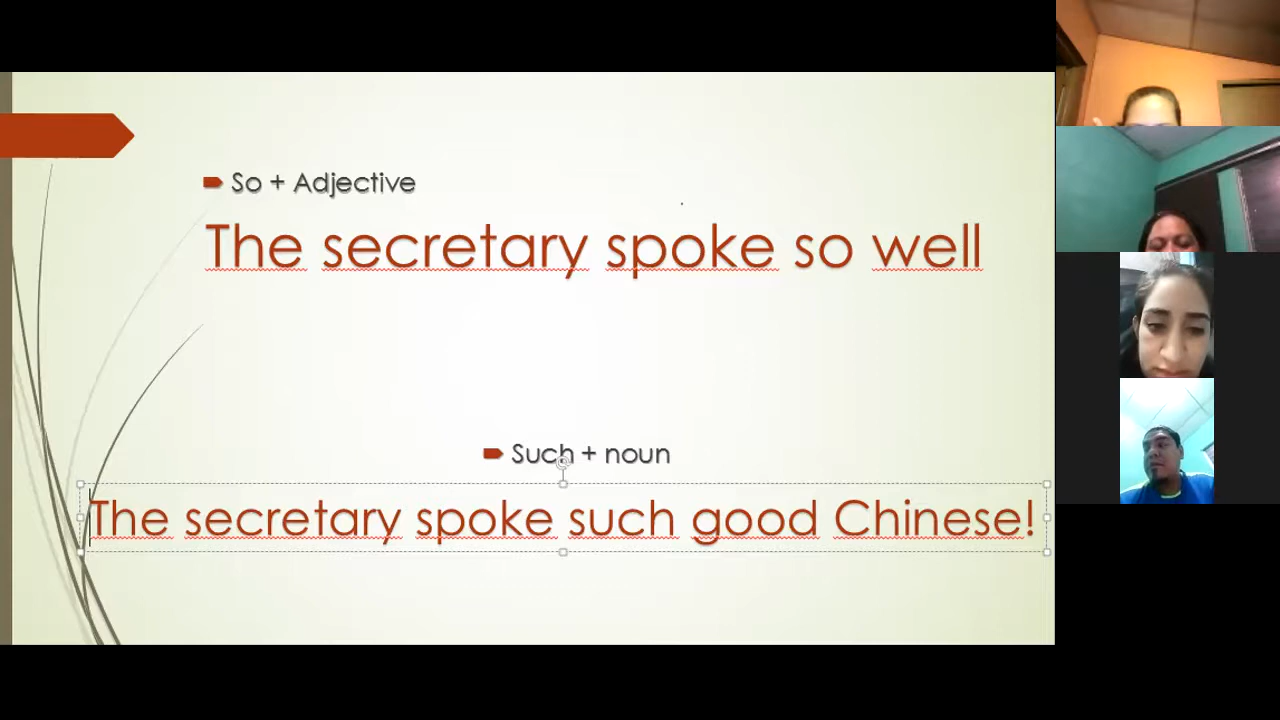 So + Adjective
The secretary spoke so well
Such + noun
The secretary spoke such good Chinese!